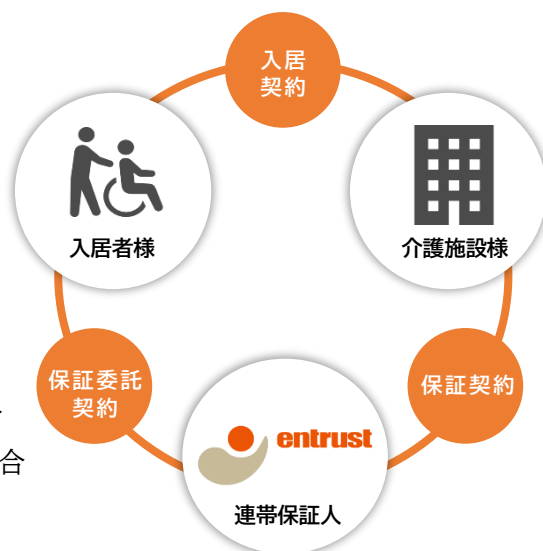 入居
契約
入居者様
介護施設様
保証委託
契約
保証契約
合
entrust
連帯保証人